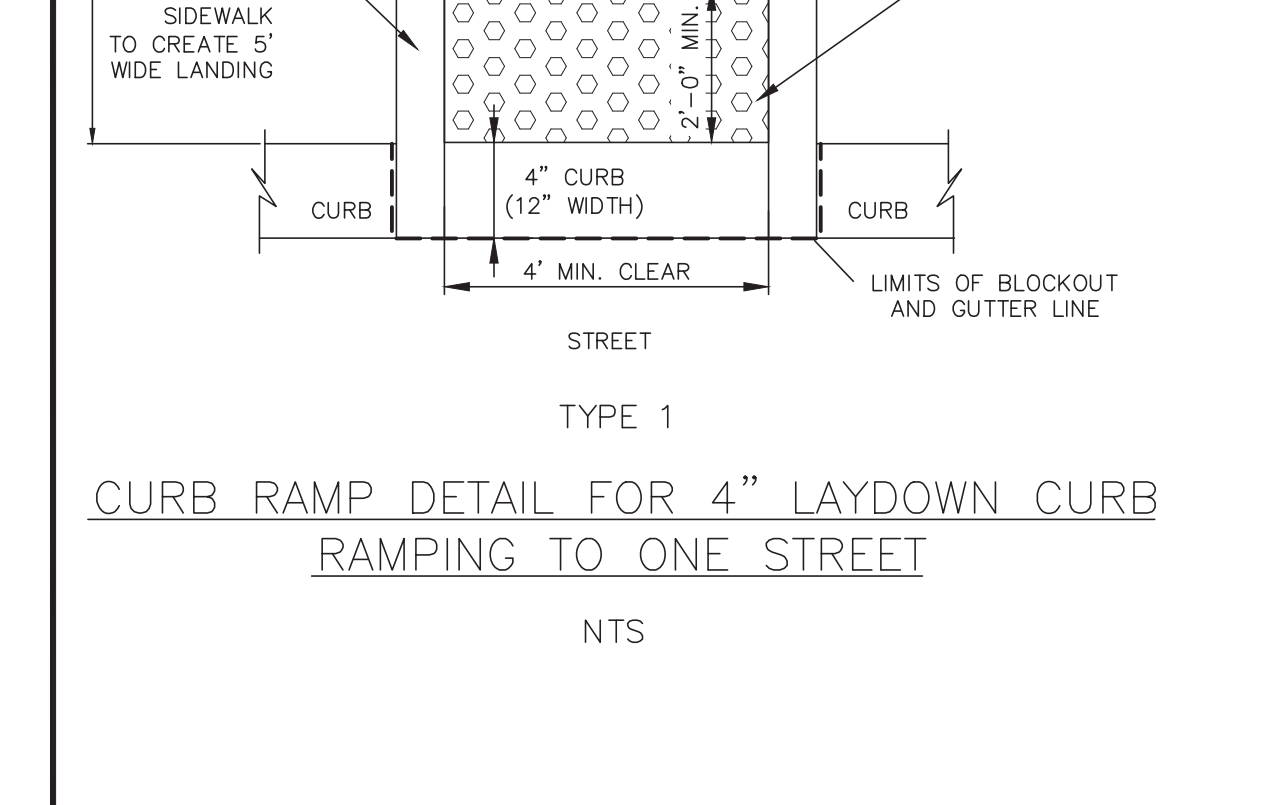 SIDEWALK
TO CREATE 5'
WIDE LANDING
2'-0" MIN.
4" CURB
(12" WIDTH)
CURB
CURB
4' MIN. CLEAR
LIMITS OF BLOCKOUT
AND GUTTER LINE
STREET
TYPE 1
CURB RAMP DETAIL FOR 4" LAYDOWN CURB
RAMPING TO ONE STREET
NTS